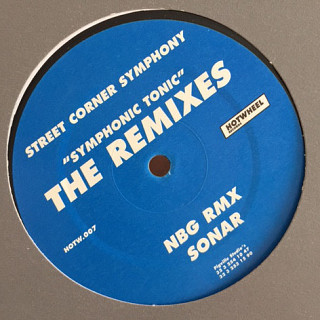 STREET CORNER SYMPHONY
"SYMPHONIC TONIC"
THE REMIXES
HOTWHEEL
HOTW.007
NBG RMX
SONAR